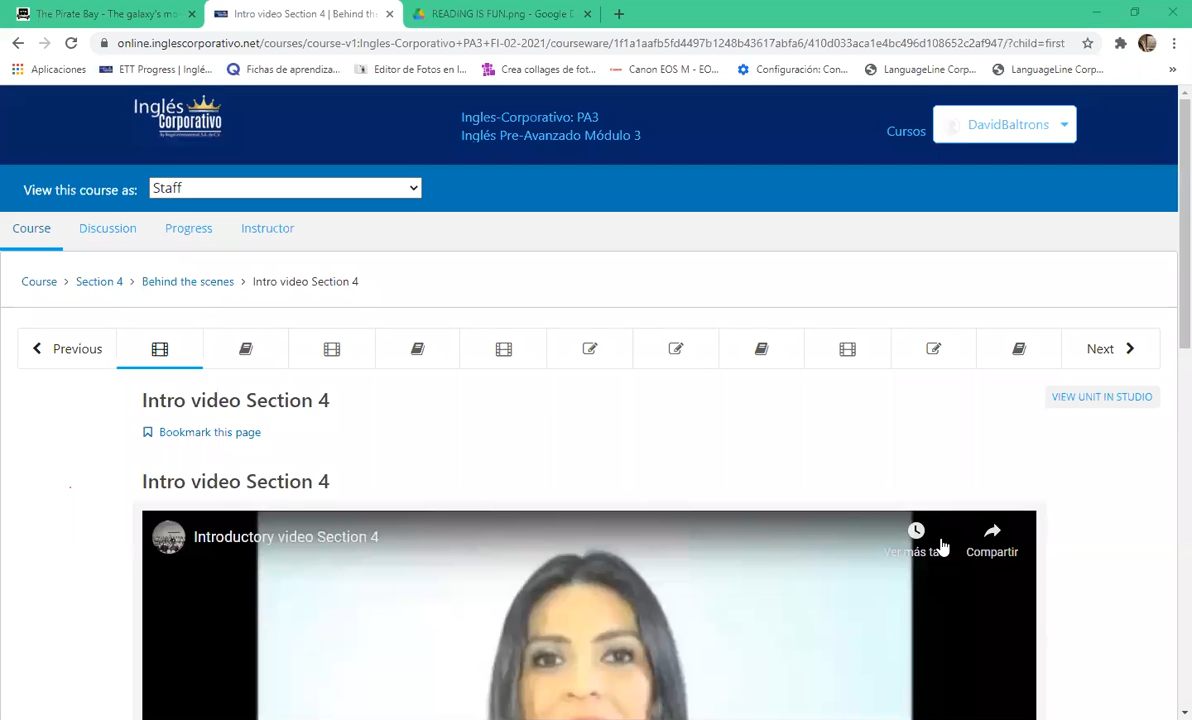 The Pirate Bay - The galaxy's mo
Intro video Section 4 | Behind the
READING IS FUN.png - Google D
online.inglescorporativo.net/courses/course-v1:Ingles-Corporativo+PA3+FI-02-2021/courseware/1f1a1aafb5fd4497b1248b43617abfa6/410d033aca1e4bc496d108652c2af947/?child=first
Aplicaciones
ETT Progress | Inglé...
Fichas de aprendiza...
Editor de Fotos en l...
Crea collages de fot...
Canon EOS M - EO...
Configuración: Con...
LanguageLine Corp...
LanguageLine Corp...
Inglés
Corporativo
Ingles-Corporativo: PA3
Inglés Pre-Avanzado Módulo 3
Cursos
DavidBaltrons
View this course as:
Staff
Course
Discussion
Progress
Instructor
Course > Section 4 > Behind the scenes > Intro video Section 4
Previous
Next
Intro video Section 4
VIEW UNIT IN STUDIO
Bookmark this page
Intro video Section 4
Introductory video Section 4
Ver más ta
Compartir